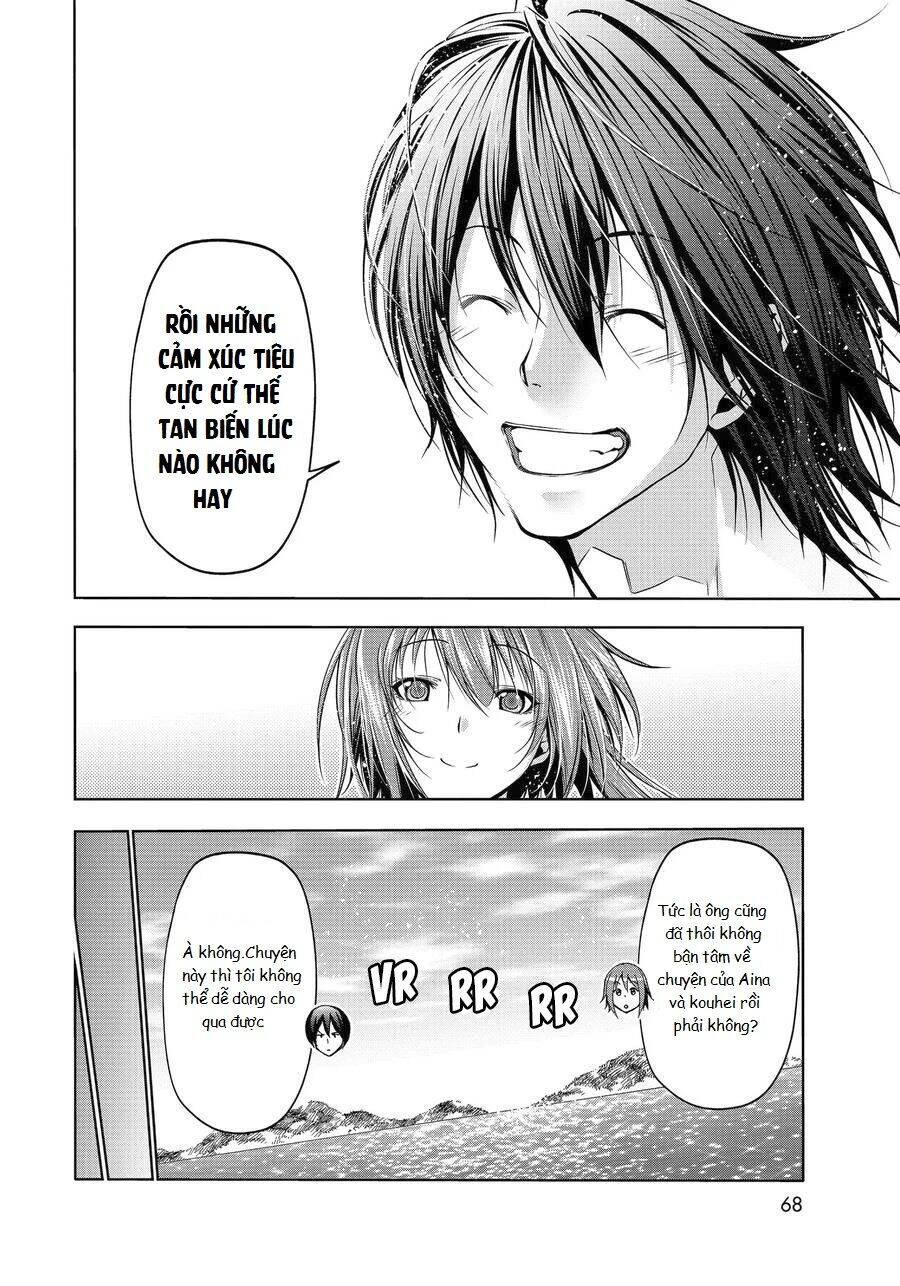 RỒI NHỮNG
CẢM XÚC TIÊU
CỰC CỨ THẾ
TAN BIẾN LÚC
NÀO KHÔNG
HAY
Tức là ông cũng
đã thôi không
bận tâm về
chuyện của Aina
và kouhei rồi
phải không?
VR RR RR
À không.Chuyện
này thì tôi không
thể dễ dàng cho
qua được
68